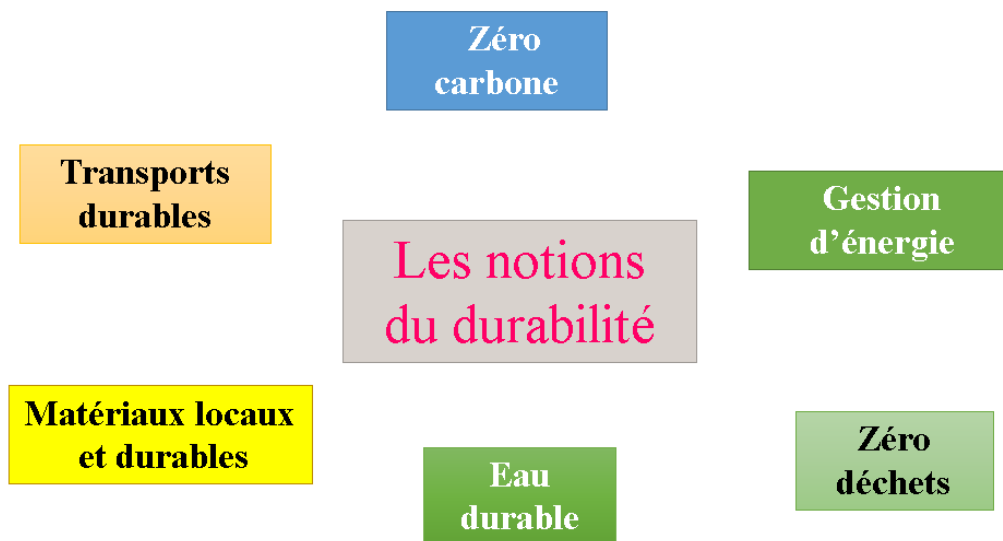 Zéro
carbone
Transports
durables
Gestion
d’énergie
Les notions
du durabilité
Matériaux locaux
et durables
Zéro
déchets
Eau
durable